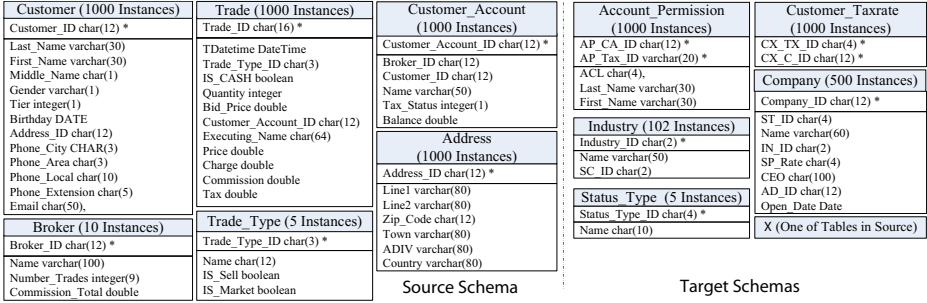 Customer (1000 Instances)
Customer_ID char(12) *
Last_Name varchar(30)
First_Name varchar(30)
Middle_Name char(1)
Gender varchar(1)
Tier integer(1)
Birthday DATE
Address_ID char(12)
Phone_City CHAR(3)
Phone_Area char(3)
Phone_Local char(10)
Phone_Extension char(5)
Email char(50),
Broker (10 Instances)
Broker_ID char(12) *
Name varchar(100)
Number_Trades integer(9)
Commission_Total double
Trade (1000 Instances)
Trade_ID char(16) *
TDatetime DateTime
Trade_Type_ID char(3)
IS_CASH boolean
Quantity integer
Bid_Price double
Customer_Account_ID char(12)
Executing_Name char(64)
Price double
Charge double
Commission double
Tax double
Trade_Type (5 Instances)
Trade_Type_ID char(3) *
Name char(12)
IS_Sell boolean
IS_Market boolean
Customer_Account
(1000 Instances)
Customer_Account_ID char(12) *
Broker_ID char(12)
Customer_ID char(12)
Name varchar(50)
Tax_Status integer(1)
Balance double
Address
(1000 Instances)
Address_ID char(12) *
Line1 varchar(80)
Line2 varchar(80)
Zip_Code char(12)
Town varchar(80)
ADIV varchar(80)
Country varchar(80)
Source Schema
Account_Permission
(1000 Instances)
AP_CA_ID char(12) *
AP_Tax_ID varchar(20) *
ACL char(4),
Last_Name varchar(30)
First_Name varchar(30)
Industry (102 Instances)
Industry_ID char(2) *
Name varchar(50)
SC_ID char(2)
Status_Type (5 Instances)
Status_Type_ID char(4) *
Name char(10)
Customer_Taxrate
(1000 Instances)
CX_TX_ID char(4) *
CX_C_ID char(12) *
Company (500 Instances)
Company_ID char(12) *
ST_ID char(4)
Name varchar(60)
IN_ID char(2)
SP_Rate char(4)
CEO char(100)
AD_ID char(12)
Open_Date Date
X (One of Tables in Source)
Target Schemas